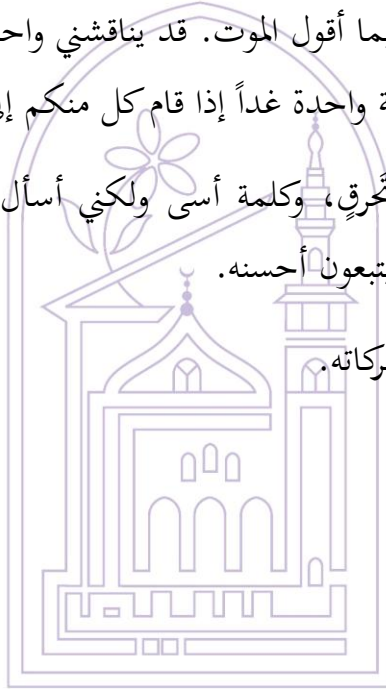 يما أقول الموت. قد يناقشني واح
ة واحدة غداً إذا قام كل منكم إلى
تَحرقٍ، وكلمة أسى ولكني أسأل
يتبعون أحسنه.
ركاته.